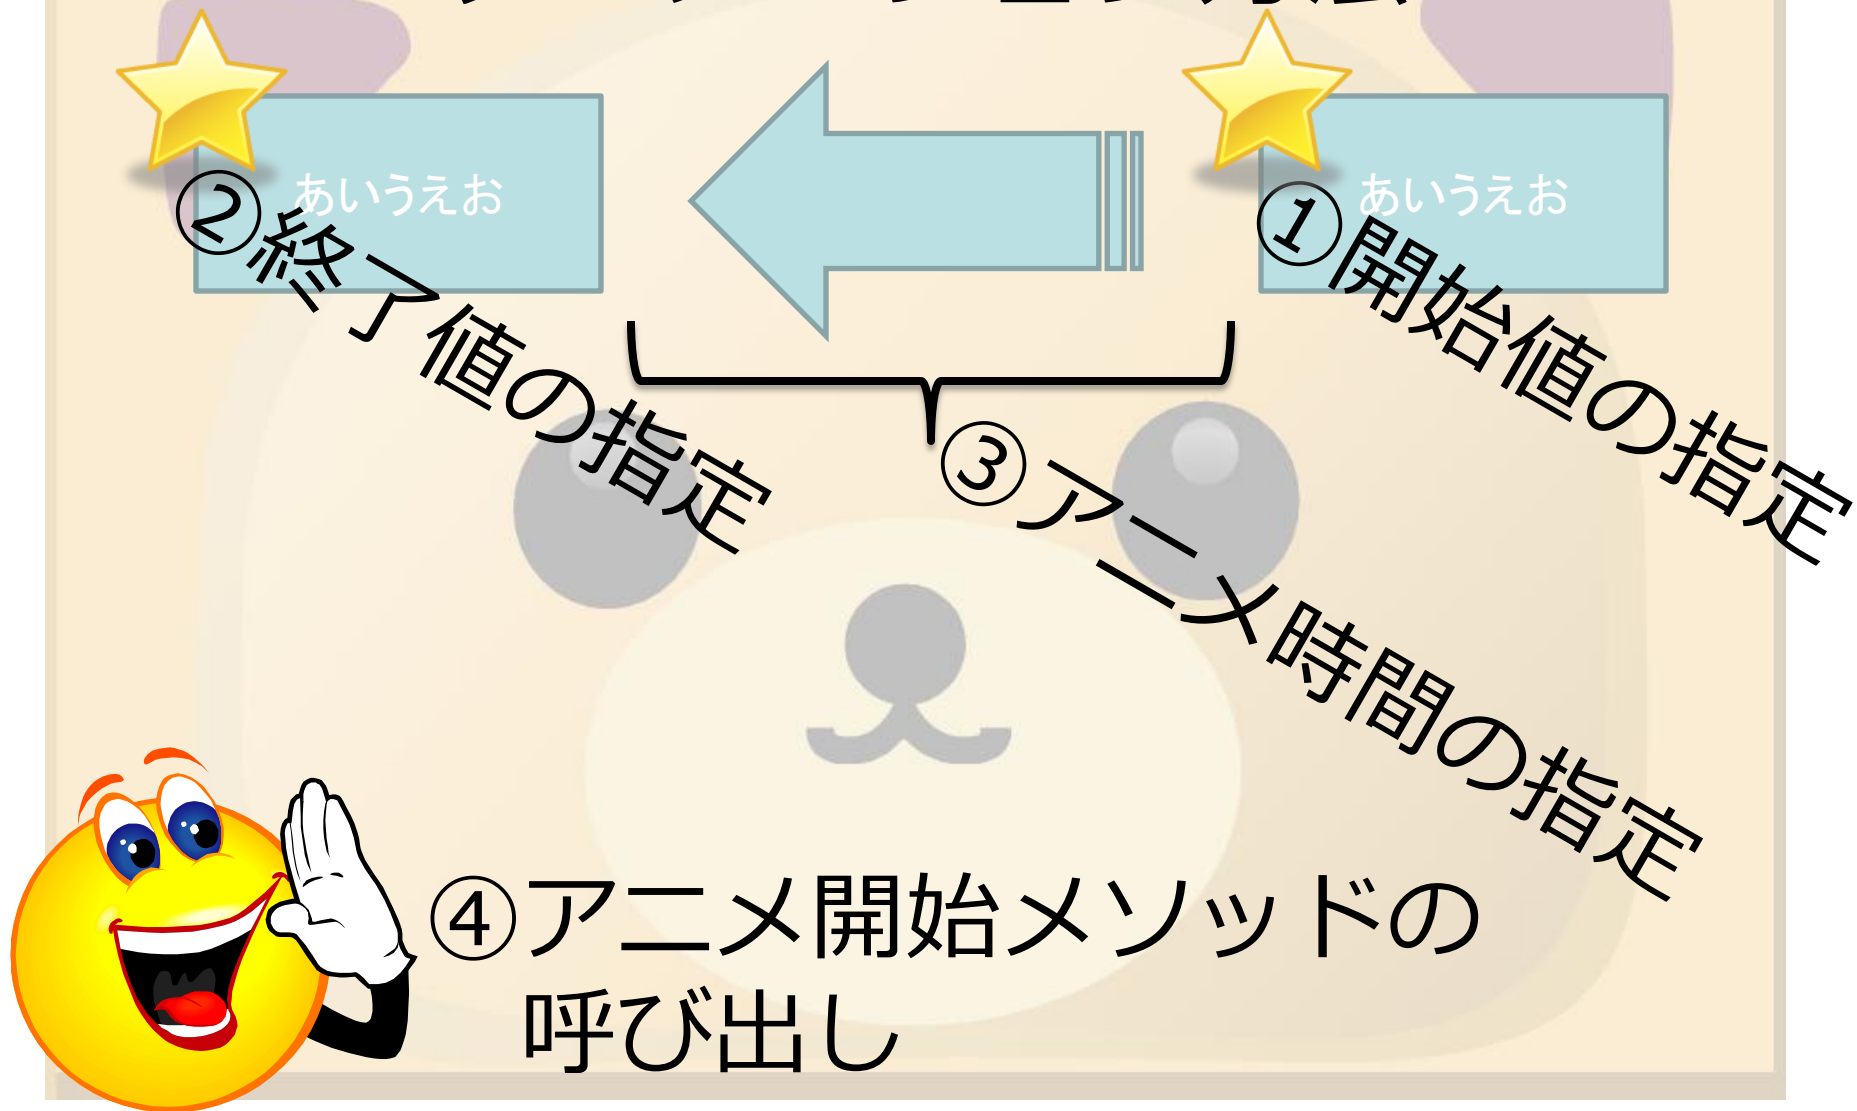 あいうえお
あいうえお
①開始値の指定
②終了値の指定
③アニメ時間の指定
④アニメ開始メソッドの
呼び出し